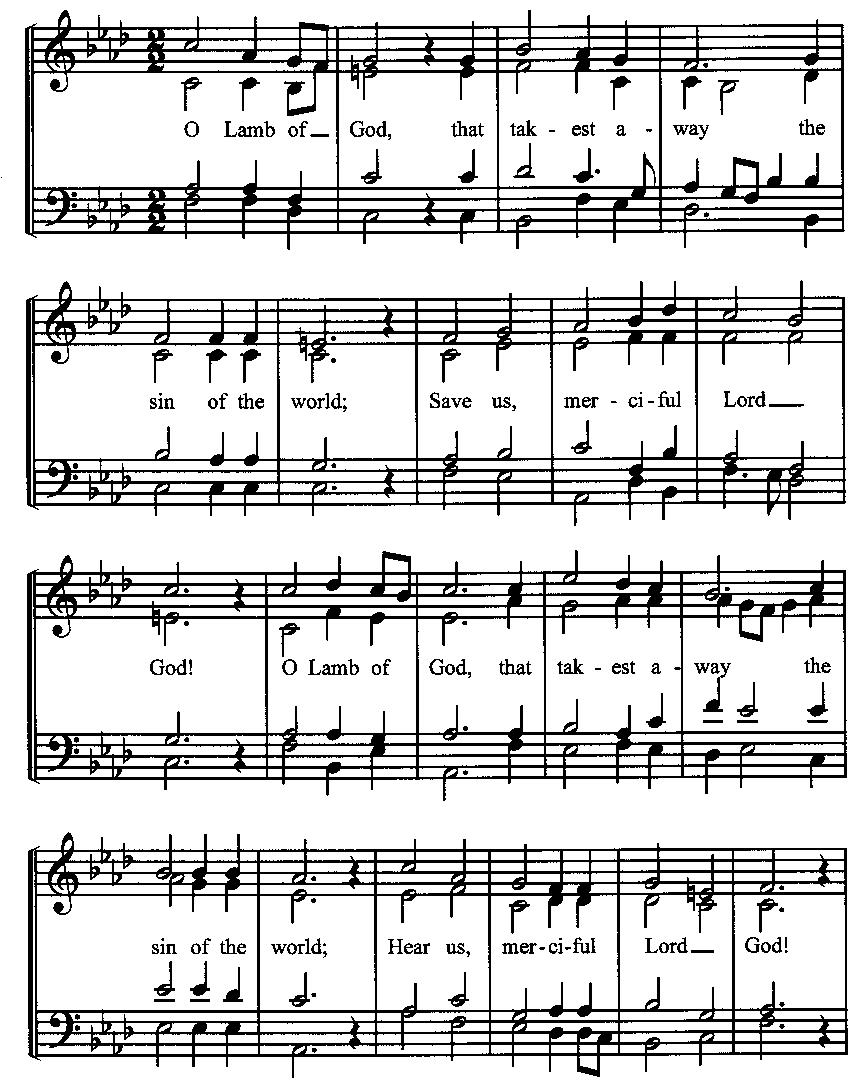 O Lamb of God, that tak - est a - way the
sin of the world; Save us, mer - ci - ful Lord
God! O Lamb of God, that tak - est a - way the
sin of the world; Hear us, mer - ci - ful Lord God!